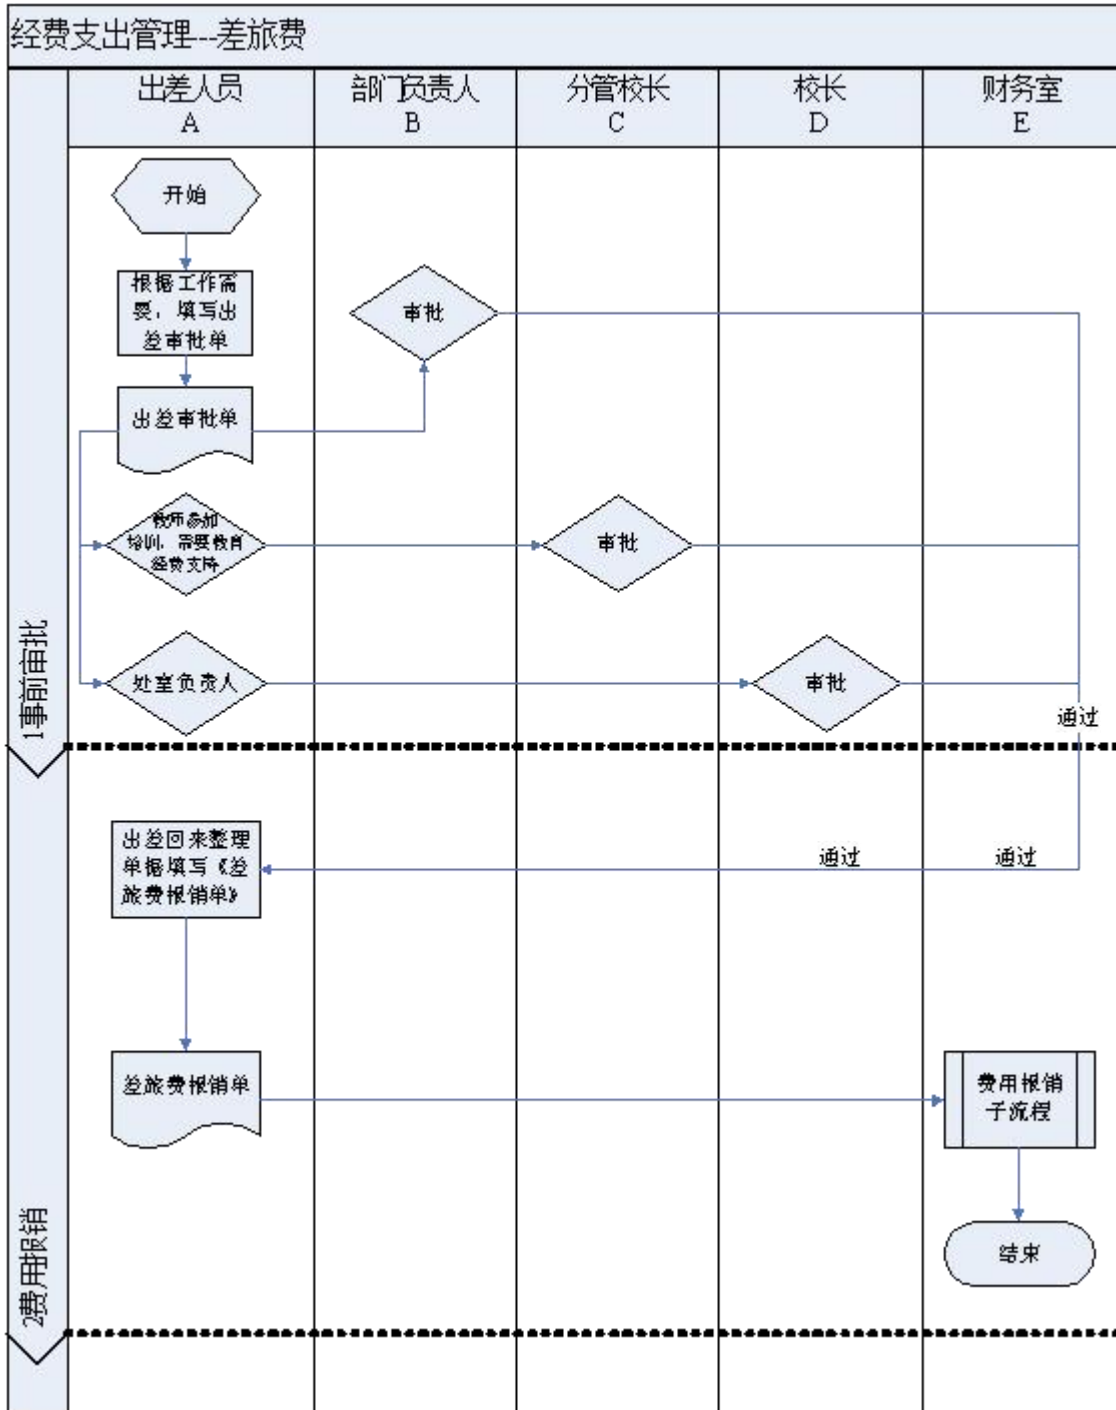 经费支出管理---差旅费
出差人员
A
部门负责人
B
分管校长
C
校长
D
财务室
E
开始
根据工作需
要，填写出
差审批单
审批
出差审批单
教师参加
培训，需要教育
经费支持
审批
处室负责人
审批
通过
1事前审批
出差回来整理
单据填写《差
旅费报销单》
通过
通过
差旅费报销单
费用报销
子流程
结束
2费用报销